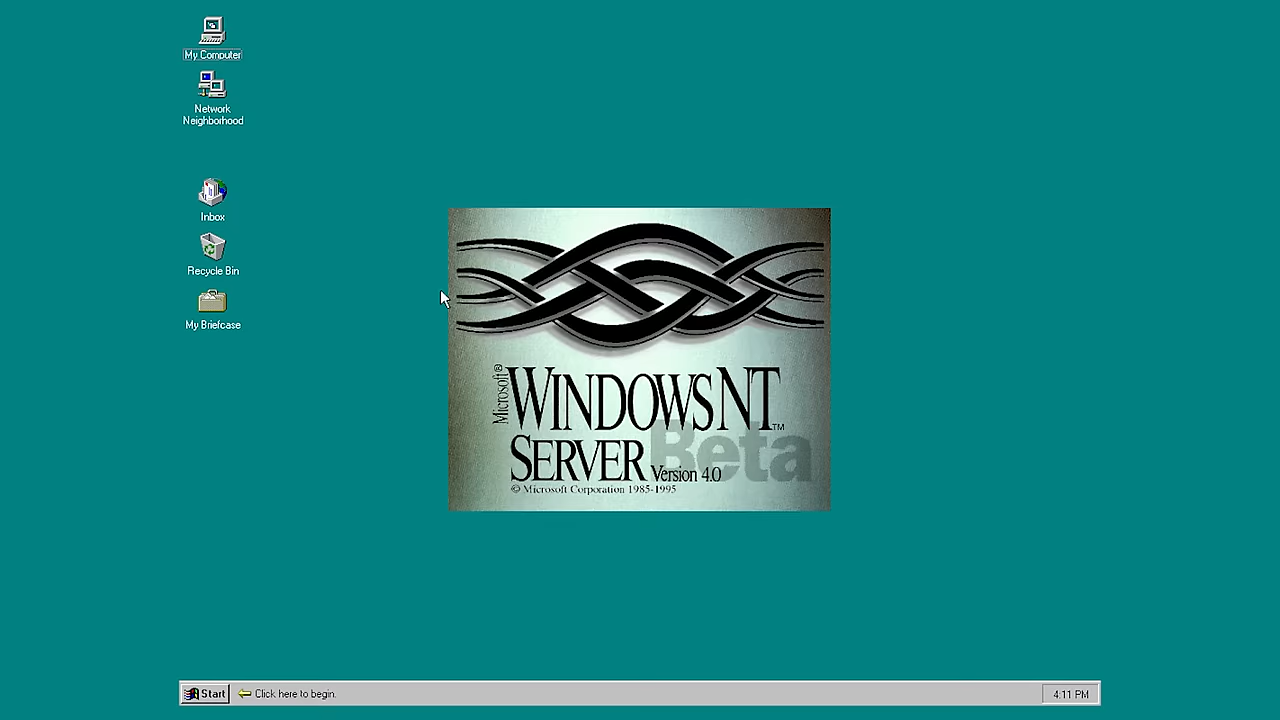 My Computer
Network
Neighborhood
Inbox
Recycle Bin
My Briefcase
Microsoft®
WINDOWS NT™
SERVER Version 4.0
Beta
© Microsoft Corporation 1985-1995
Start
Click here to begin.
4:11 PM